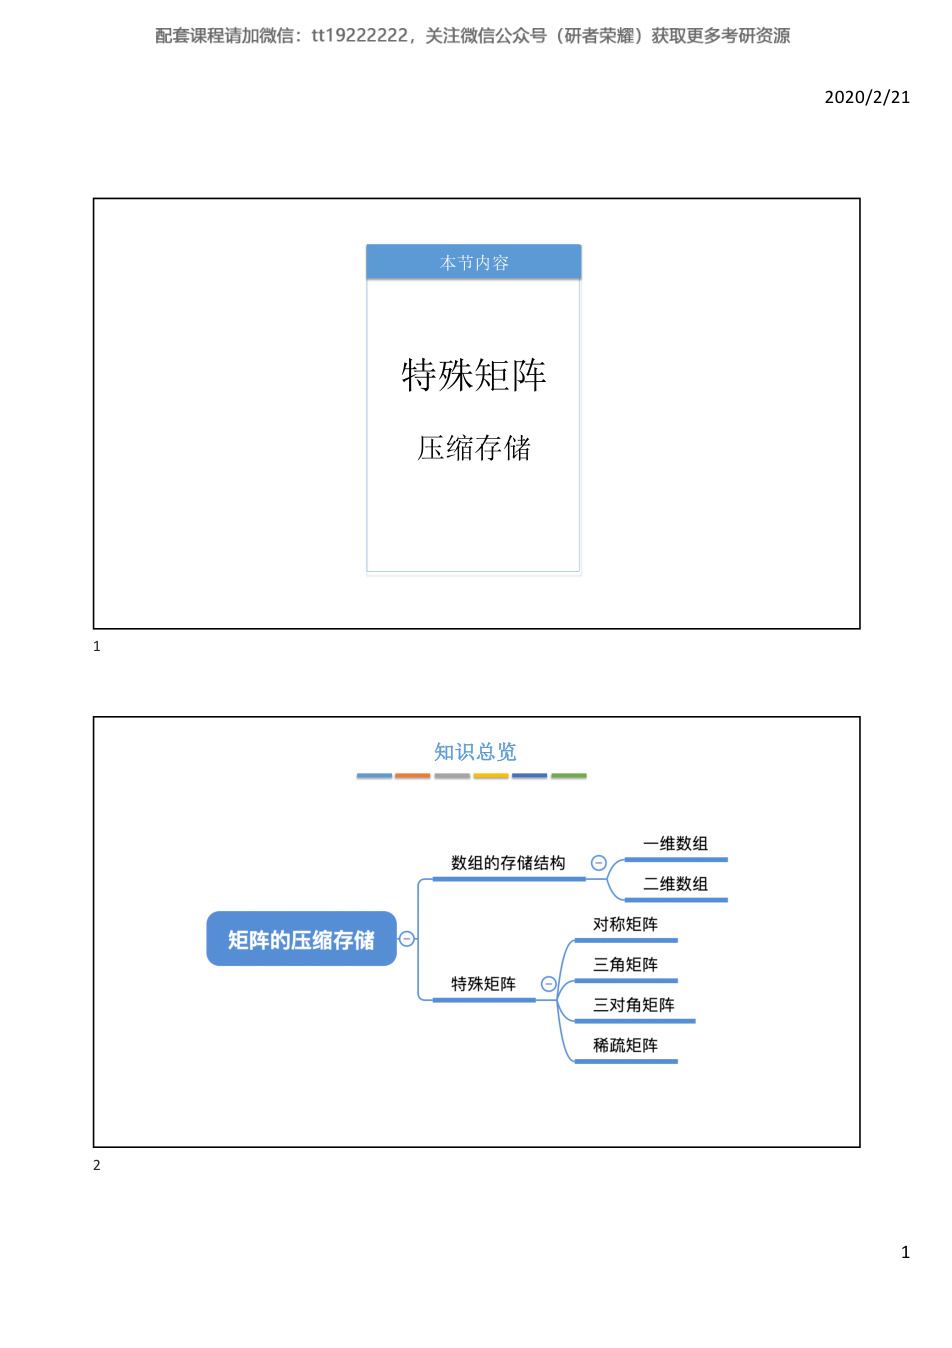 配套课程请加微信：tt19222222，关注微信公众号（研者荣耀）获取更多考研资源
2020/2/21
本节内容
特殊矩阵
压缩存储
1
知识总览
一维数组
数组的存储结构
二维数组
对称矩阵
矩阵的压缩存储
三角矩阵
特殊矩阵
三对角矩阵
稀疏矩阵
2
1